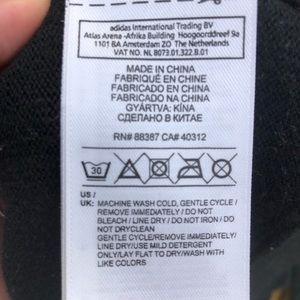 adidas International Trading BV
Atlas Arena -Afrika Building Hoogoorddreef 9a
1101 BA Amsterdam ZO The Netherlands
VAT NO. NL 8073.01.322.B.01
MADE IN CHINA
FABRIQUÉ EN CHINE
FABRICADO EN CHINA
FABRICADO NA CHINA
GYÁRTVA: KÍNA
СДЕЛАНО В КИТАЕ
RN# 88387 CA# 40312
30
US /
UK: MACHINE WASH COLD, GENTLE CYCLE /
REMOVE IMMEDIATELY / DO NOT
BLEACH / LINE DRY / DO NOT IRON / DO
NOT DRYCLEAN
GENTLE CYCLE/REMOVE IMMEDIATELY/
LINE DRY/USE MILD DETERGENT
ONLY/LAY FLAT TO DRY/WASH WITH
LIKE COLORS